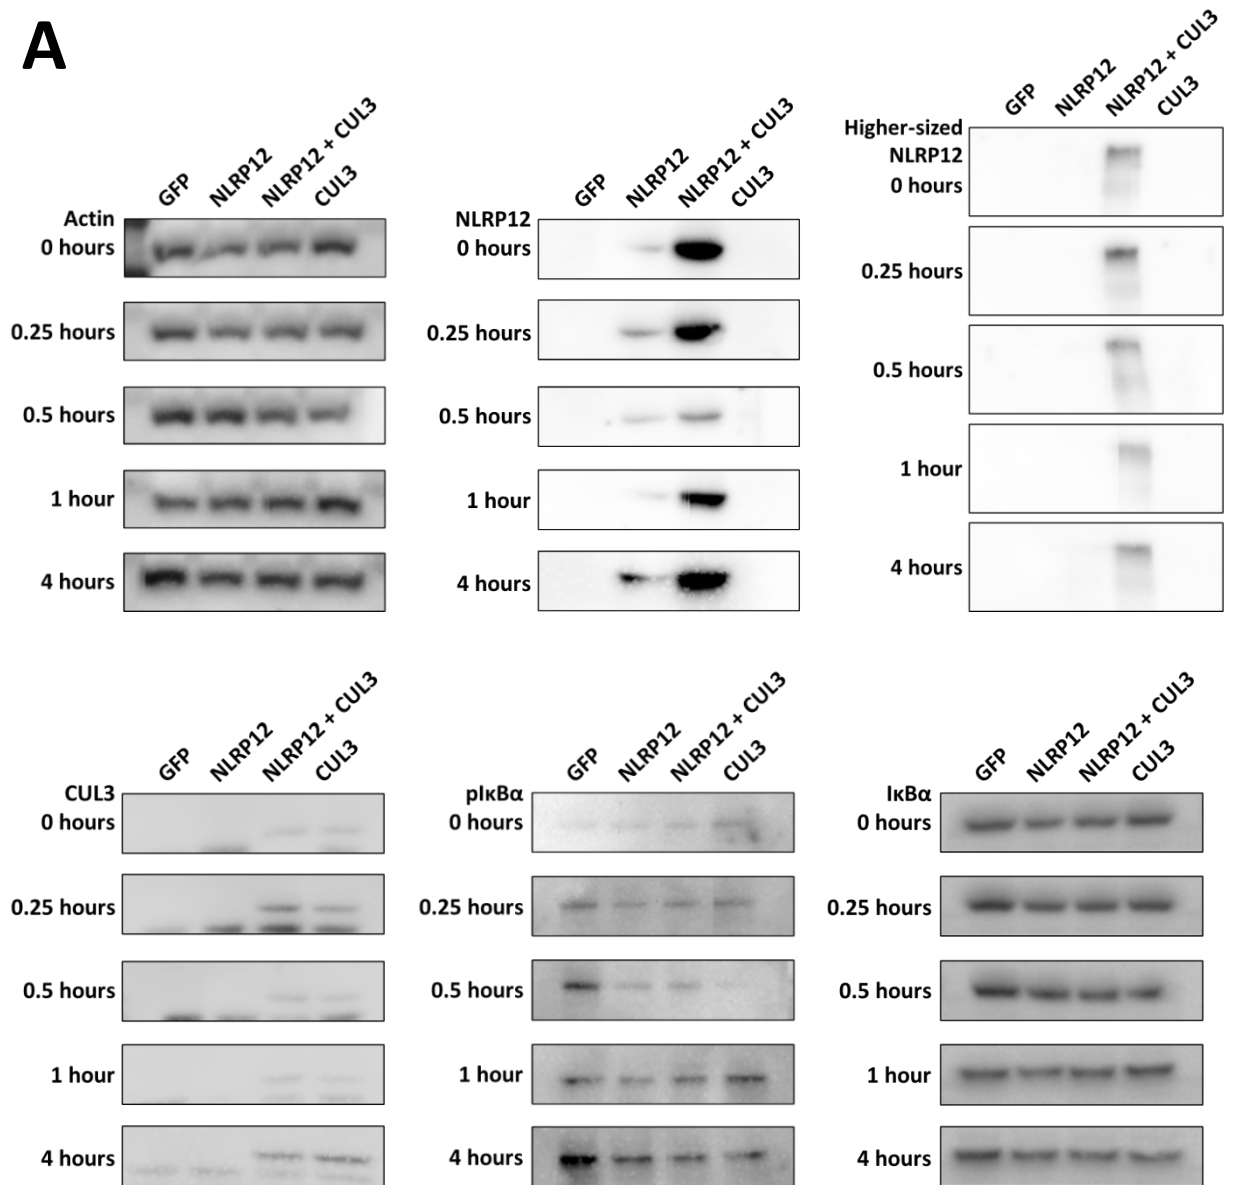 A
GFP
NLRP12
NLRP12 + CUL3
CUL3
Actin
0 hours
0.25 hours
0.5 hours
1 hour
4 hours
GFP
NLRP12
NLRP12 + CUL3
CUL3
NLRP12
0 hours
0.25 hours
0.5 hours
1 hour
4 hours
GFP
NLRP12
NLRP12 + CUL3
CUL3
Higher-sized
NLRP12
0 hours
0.25 hours
0.5 hours
1 hour
4 hours
GFP
NLRP12
NLRP12 + CUL3
CUL3
CUL3
0 hours
0.25 hours
0.5 hours
1 hour
4 hours
GFP
NLRP12
NLRP12 + CUL3
CUL3
pIκBα
0 hours
0.25 hours
0.5 hours
1 hour
4 hours
GFP
NLRP12
NLRP12 + CUL3
CUL3
IκBα
0 hours
0.25 hours
0.5 hours
1 hour
4 hours